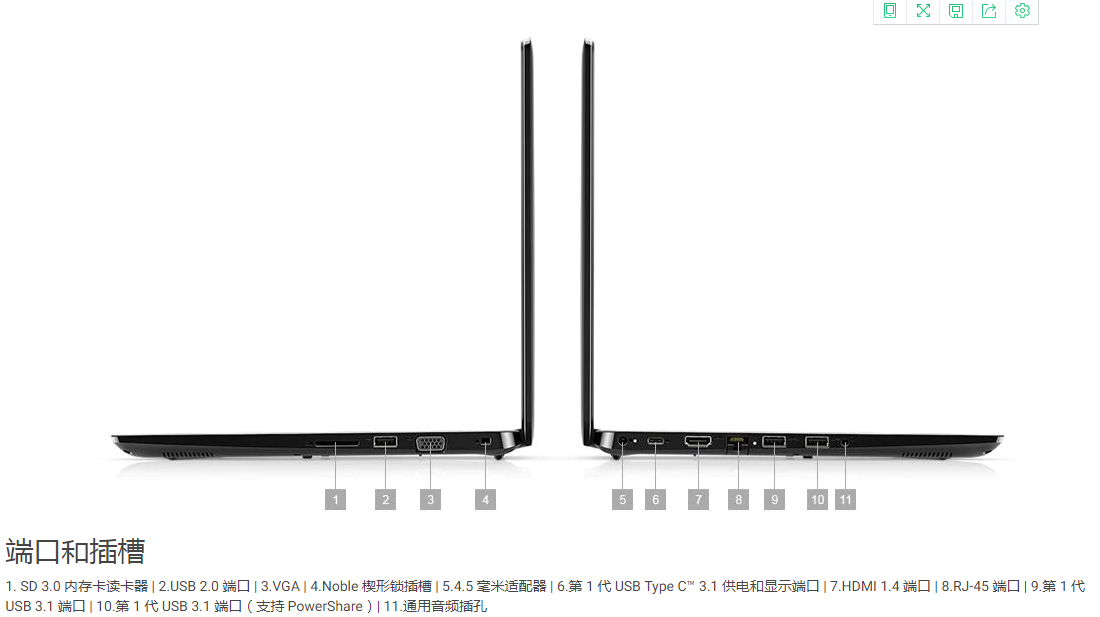 1 2 3 4 5 6 7 8 9 10 11
端口和插槽
1. SD 3.0 内存卡读卡器 | 2.USB 2.0 端口 | 3.VGA | 4.Noble 楔形锁插槽 | 5.4.5 毫米适配器 | 6.第 1 代 USB Type C™ 3.1 供电和显示端口 | 7.HDMI 1.4 端口 | 8.RJ-45 端口 | 9.第 1 代
USB 3.1 端口 | 10.第 1 代 USB 3.1 端口（支持 PowerShare）| 11.通用音频插孔